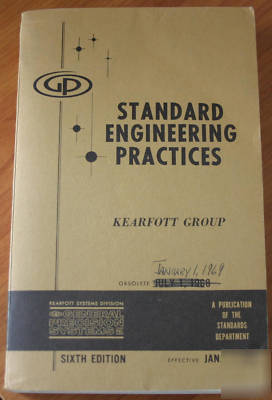 GP
STANDARD
ENGINEERING
PRACTICES
KEARFOTT GROUP
January 1, 1969
OBSOLETE JULY 1, 1968
KEARFOTT SYSTEMS DIVISION
GENERAL
PRECISION
SYSTEMS
A PUBLICATION
OF THE
STANDARDS
DEPARTMENT
SIXTH EDITION
EFFECTIVE JAN.